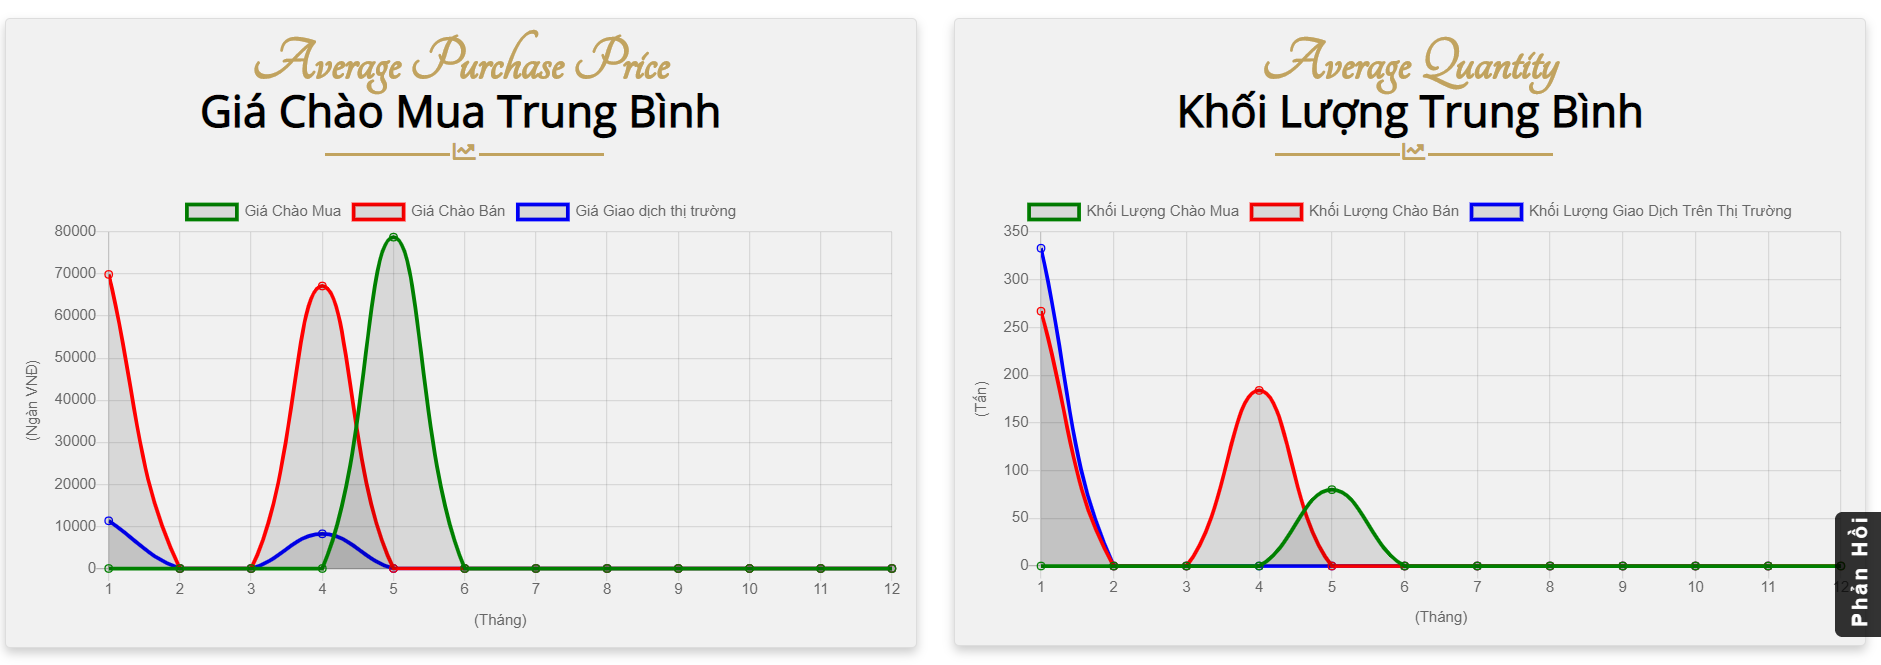 Average Purchase Price
Giá Chào Mua Trung Bình
Giá Chào Mua Giá Chào Bán Giá Giao dịch thị trường
80000
70000
60000
50000
40000
30000
20000
10000
0
(Ngàn VNĐ)
1 2 3 4 5 6 7 8 9 10 11 12
(Tháng)
Average Quantity
Khối Lượng Trung Bình
Khối Lượng Chào Mua Khối Lượng Chào Bán Khối Lượng Giao Dịch Trên Thị Trường
350
300
250
200
150
100
50
0
(Tấn)
1 2 3 4 5 6 7 8 9 10 11 12
(Tháng)
Phản Hồi